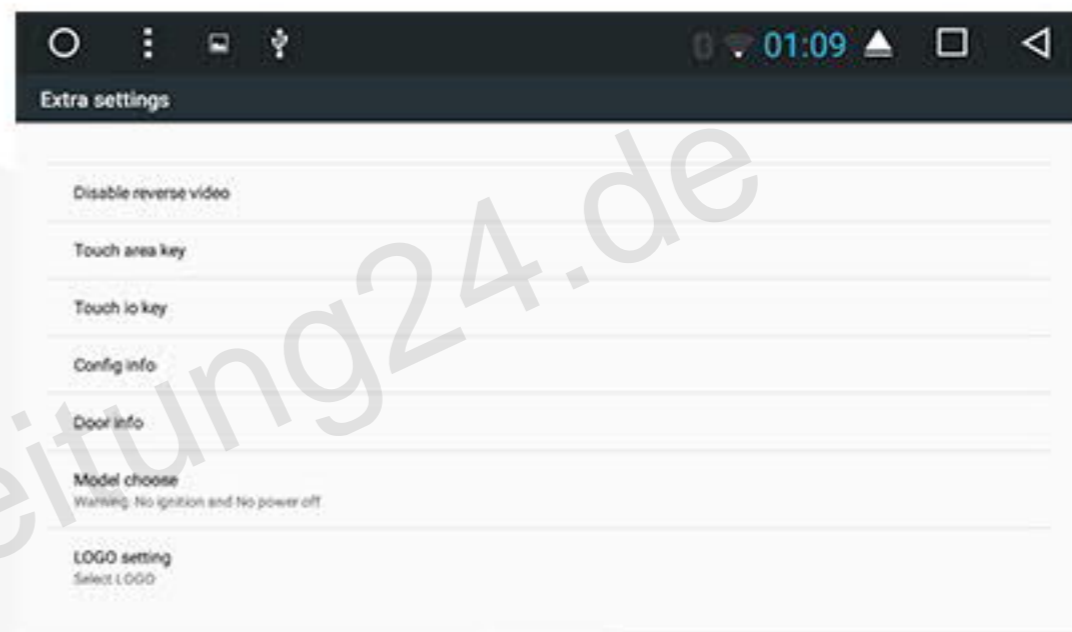 01:09
Extra settings
Disable reverse video
Touch area key
Touch io key
Config info
Door info
Model choose
Warning: No ignition and No power off
LOGO setting
Select LOGO
eitung24.de